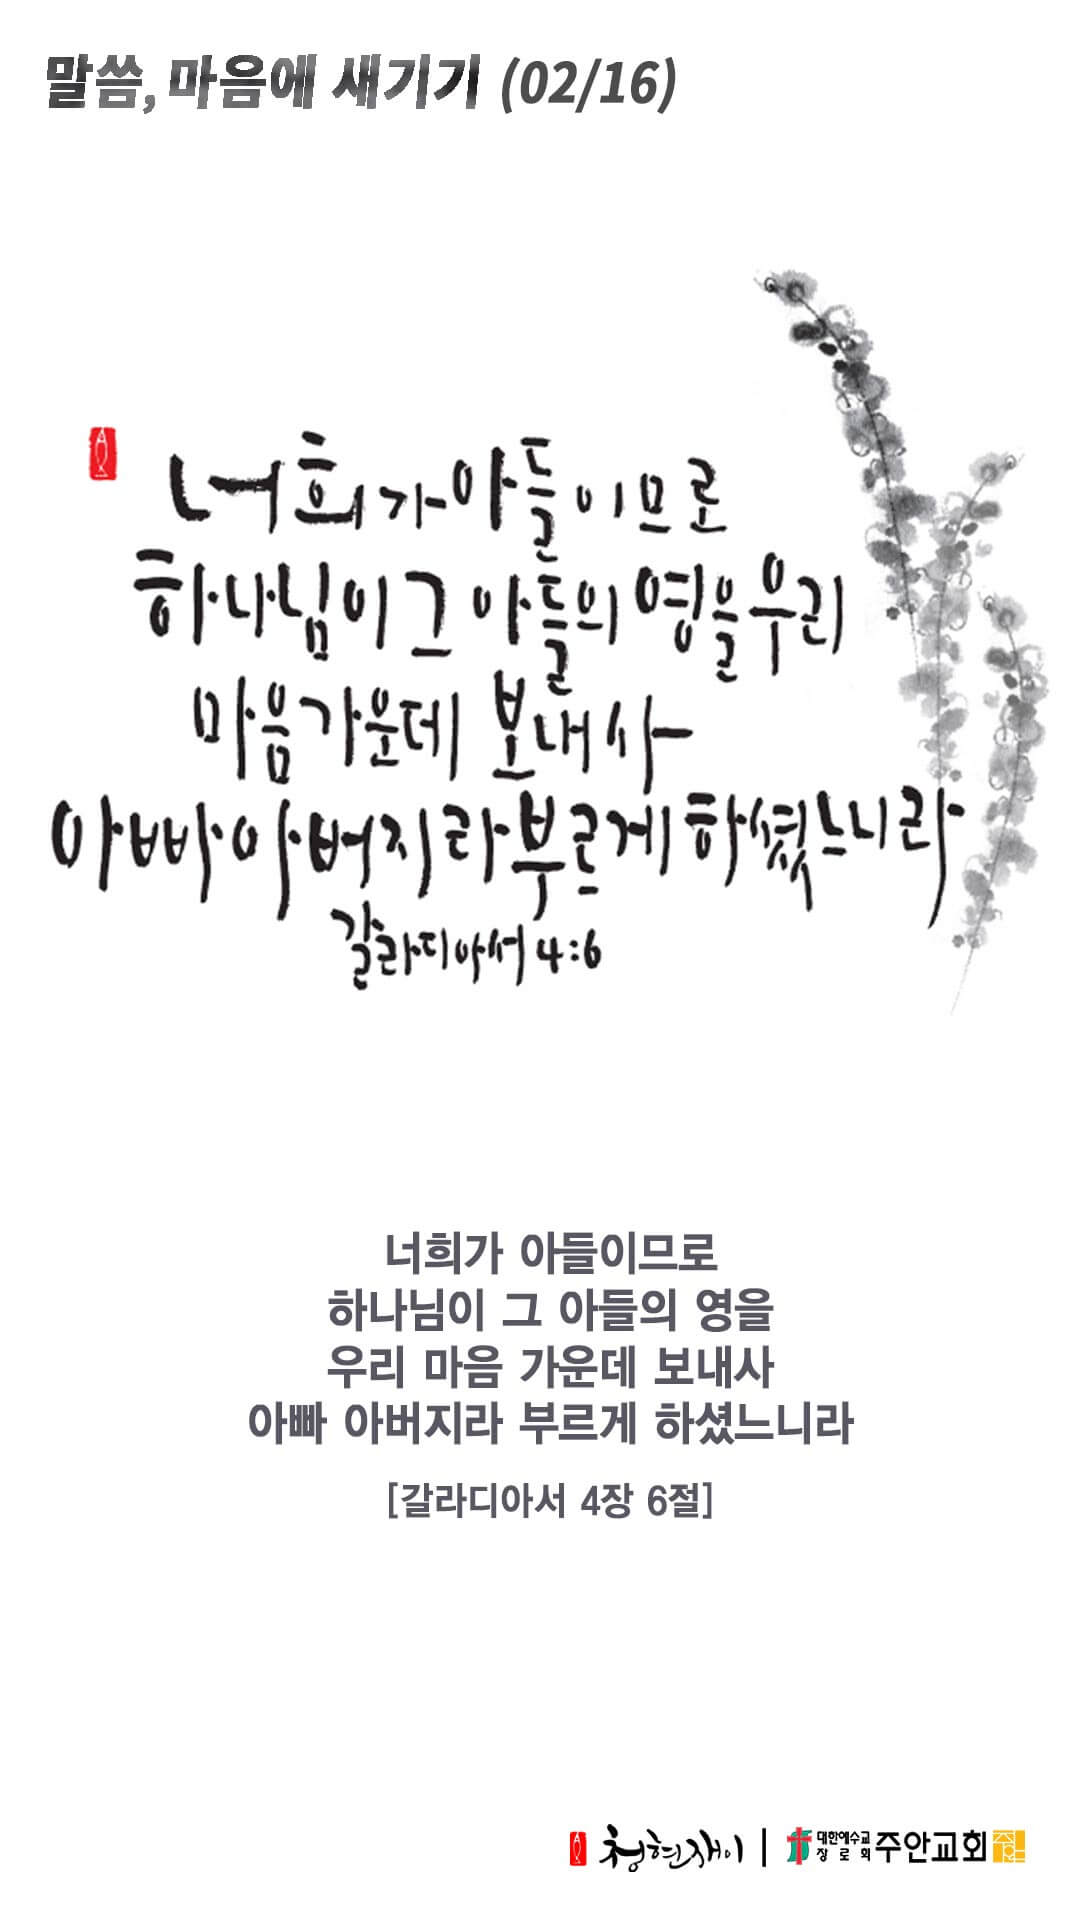 말씀, 마음에 새기기 (02/16)
너희가 아들이므로
하나님이 그 아들의 영을 우리
마음 가운데 보내사
아빠 아버지라 부르게 하셨느니라
갈라디아서 4:6
너희가 아들이므로
하나님이 그 아들의 영을
우리 마음 가운데 보내사
아빠 아버지라 부르게 하셨느니라
[갈라디아서 4장 6절]
청현재이 | 대한예수교장로회 주안교회